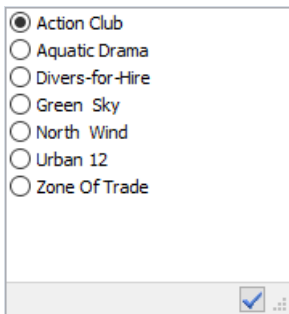 Action Club
Aquatic Drama
Divers-for-Hire
Green  Sky
North  Wind
Urban 12
Zone Of Trade